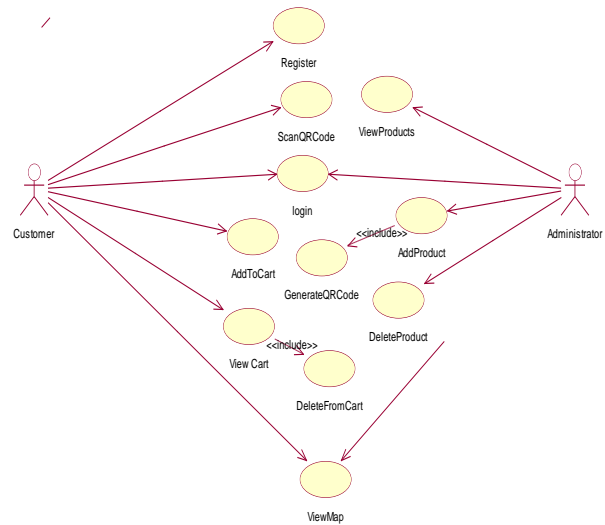 Register
ScanQRCode
ViewProducts
login
Customer
Administrator
<<include>>
AddToCart
AddProduct
GenerateQRCode
DeleteProduct
<<include>>
View Cart
DeleteFromCart
ViewMap